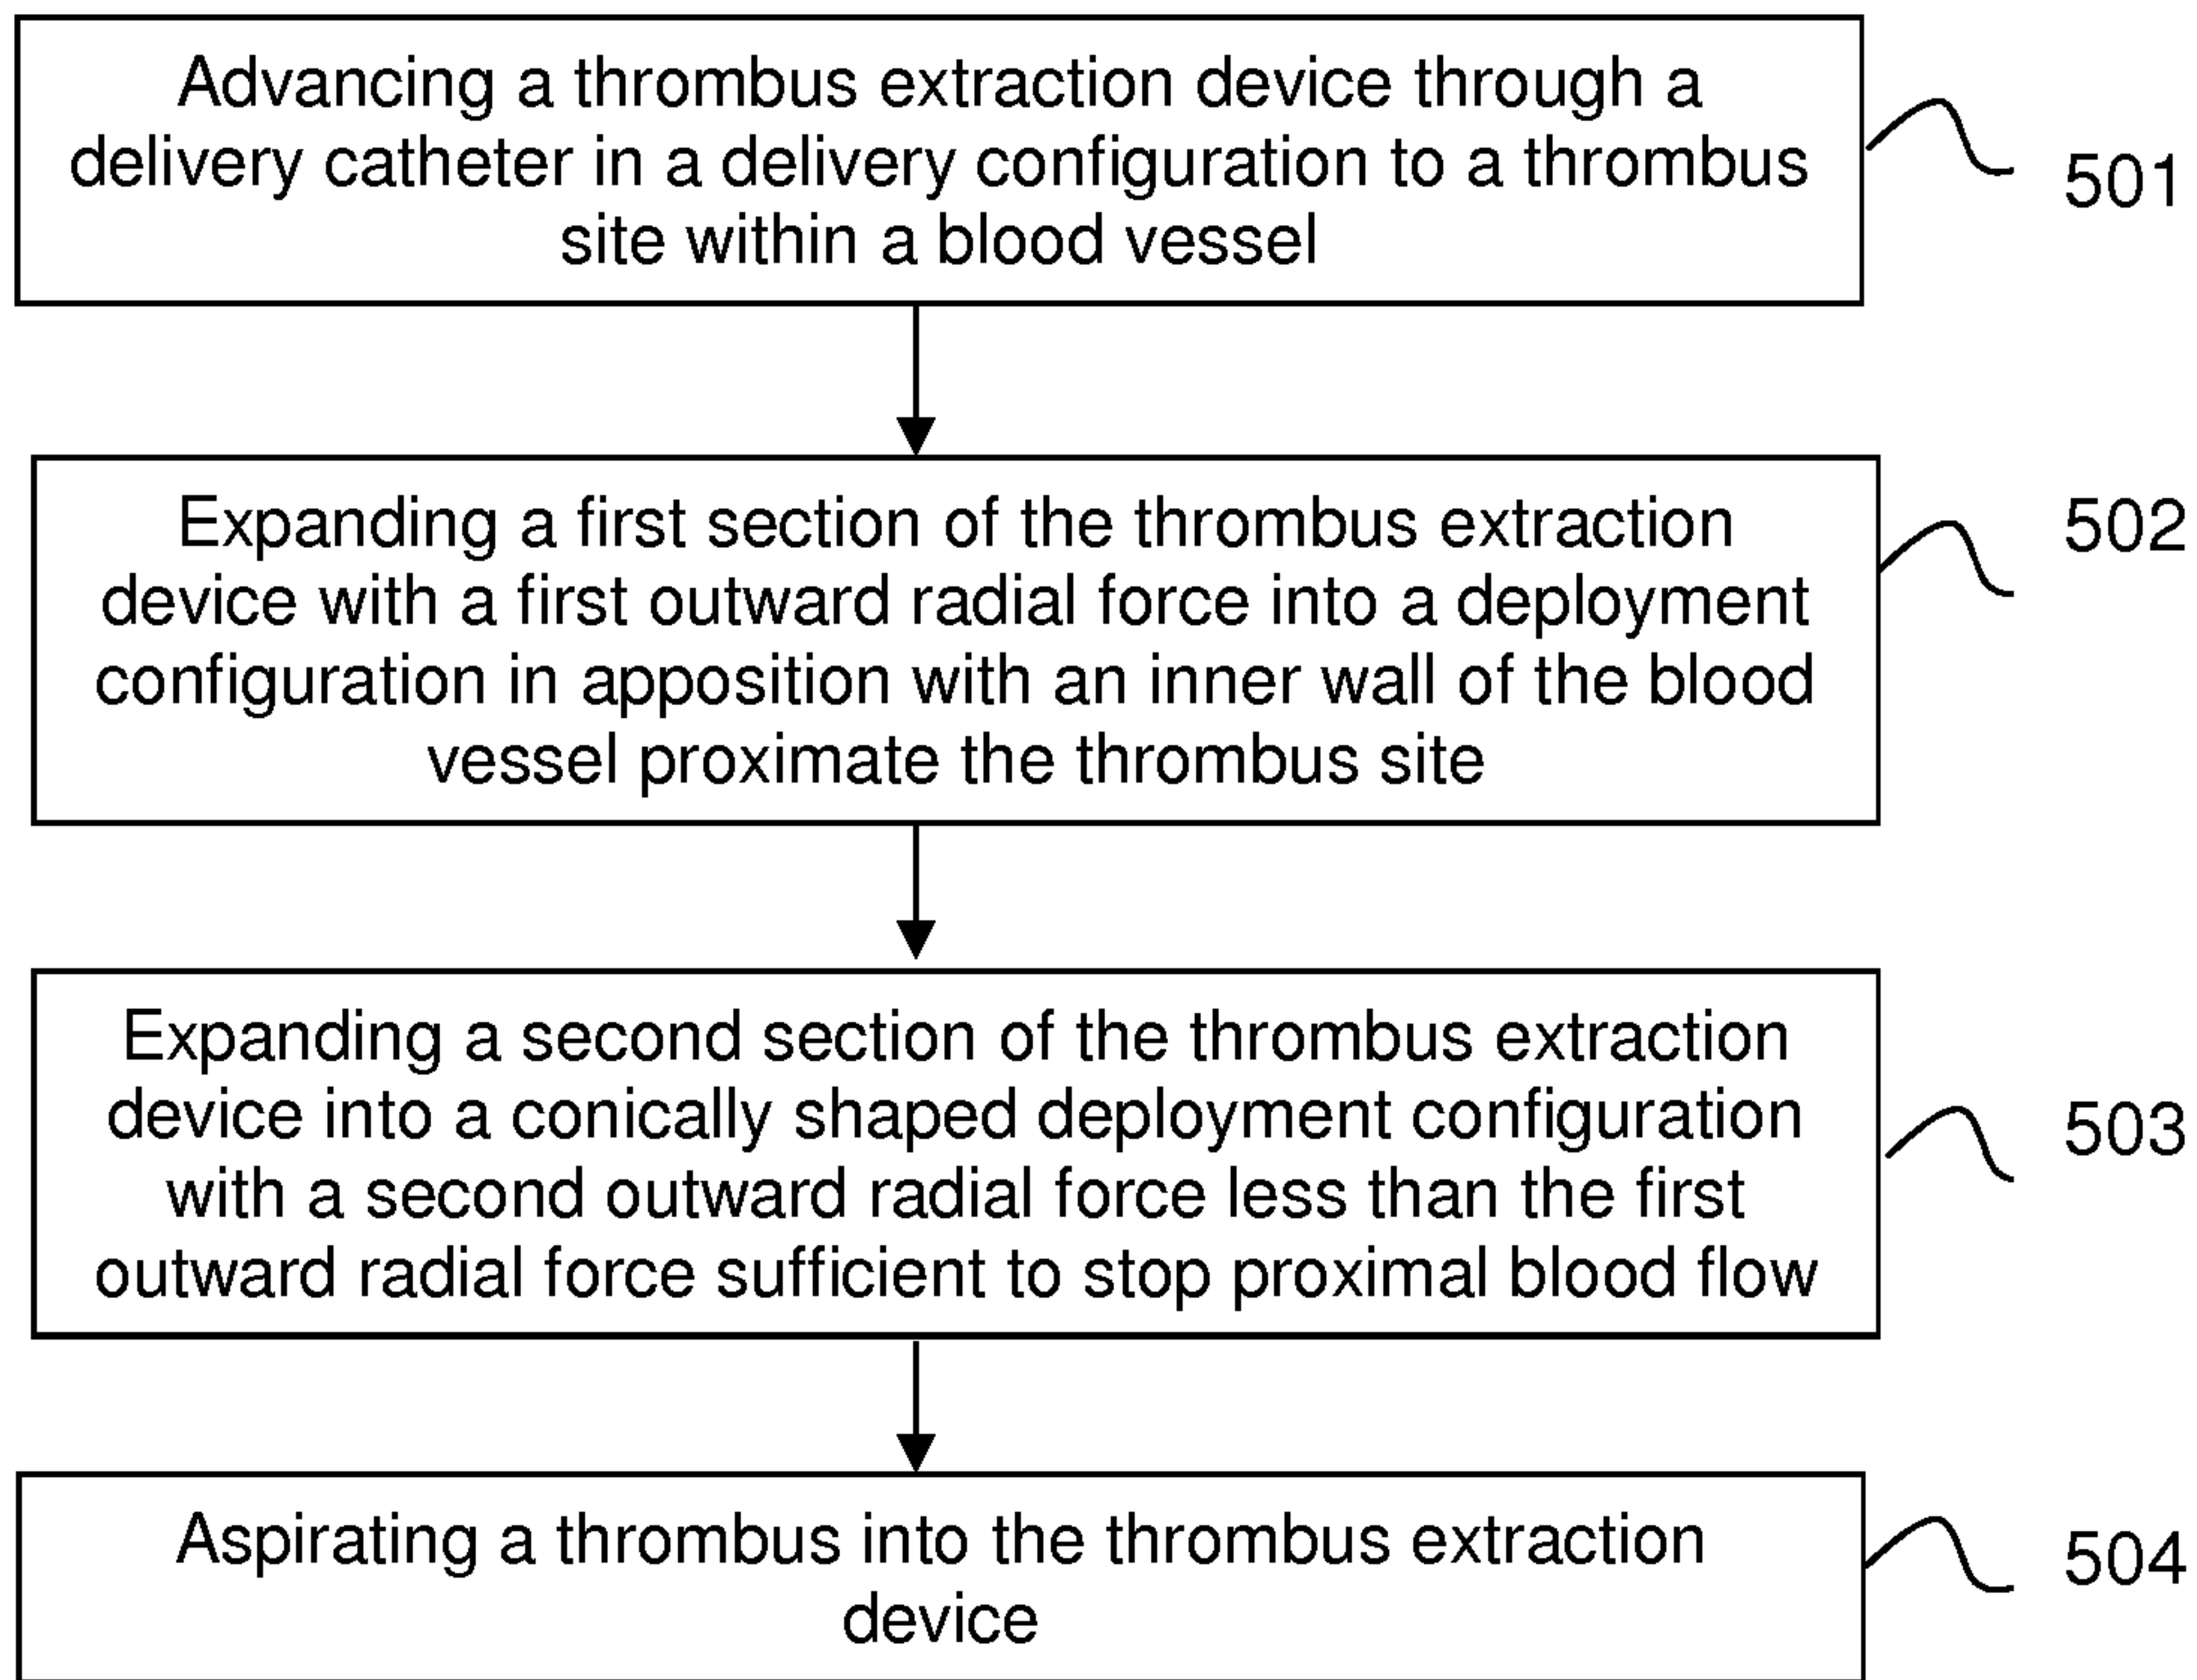 Advancing a thrombus extraction device through a
delivery catheter in a delivery configuration to a thrombus
site within a blood vessel
501
Expanding a first section of the thrombus extraction
device with a first outward radial force into a deployment
configuration in apposition with an inner wall of the blood
vessel proximate the thrombus site
502
Expanding a second section of the thrombus extraction
device into a conically shaped deployment configuration
with a second outward radial force less than the first
outward radial force sufficient to stop proximal blood flow
503
Aspirating a thrombus into the thrombus extraction
device
504